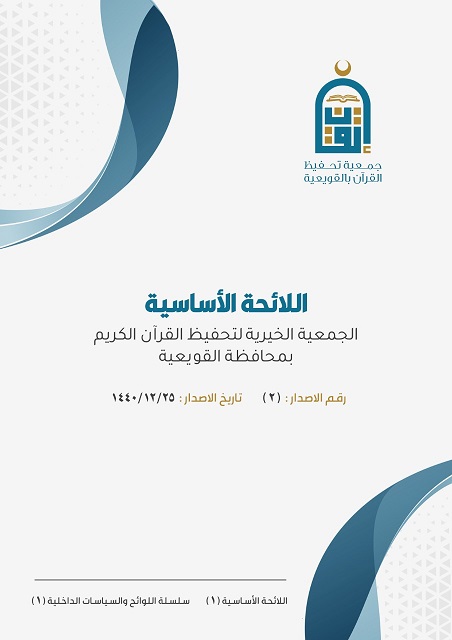 إتقان
جمعية تحفيظ
القرآن بالقويعية
اللائحة الأساسية
الجمعية الخيرية لتحفيظ القرآن الكريم
بمحافظة القويعية
رقم الاصدار : (٢) تاريخ الاصدار : ١٤٤٠/١٢/٢٥
اللائحة الأساسية (١) سلسلة اللوائح والسياسات الداخلية (١)